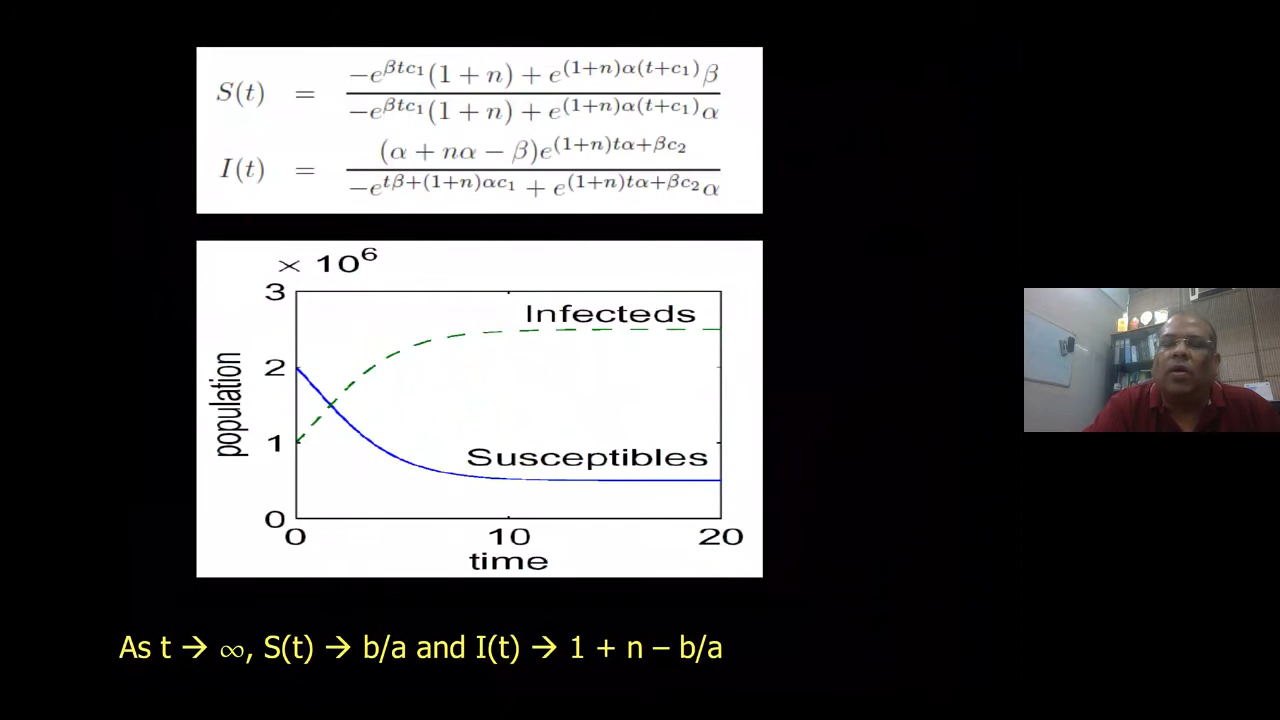 S(t) = −e^{βtc₁}(1 + n) + e^{(1+n)α(t+c₁)}β / −e^{βtc₁}(1 + n) + e^{(1+n)α(t+c₁)}α
I(t) = (α + nα − β)e^{(1+n)tα+βc₂} / −e^{tβ+(1+n)αc₁} + e^{(1+n)tα+βc₂}α
× 10⁶
3
Infecteds
2
population
1
Susceptibles
0
0 10 20
time
As t → ∞, S(t) → b/a and I(t) → 1 + n – b/a